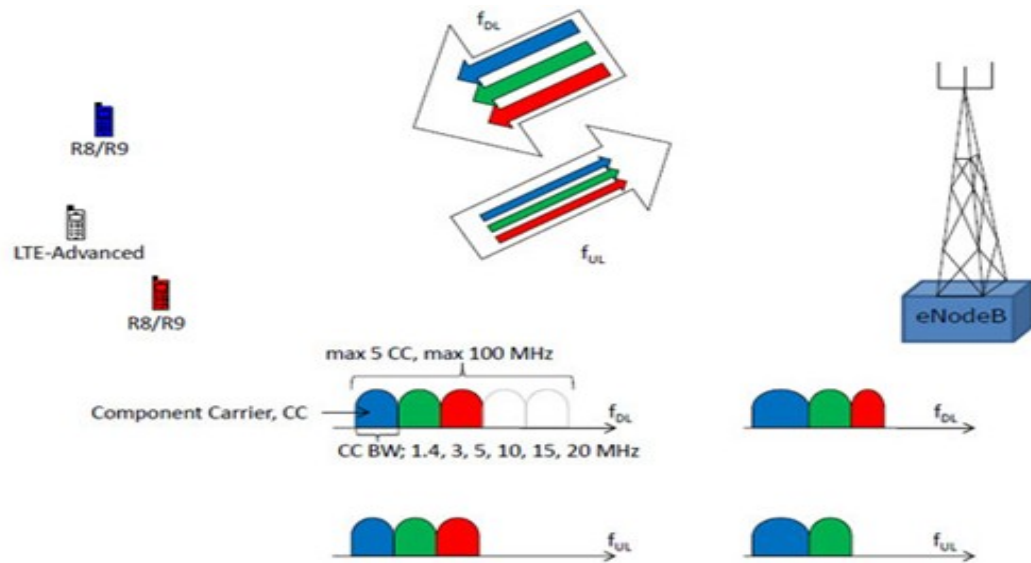 f_DL
R8/R9
LTE-Advanced
f_UL
R8/R9
eNodeB
max 5 CC, max 100 MHz
Component Carrier, CC
f_DL
f_DL
CC BW; 1.4, 3, 5, 10, 15, 20 MHz
f_UL
f_UL